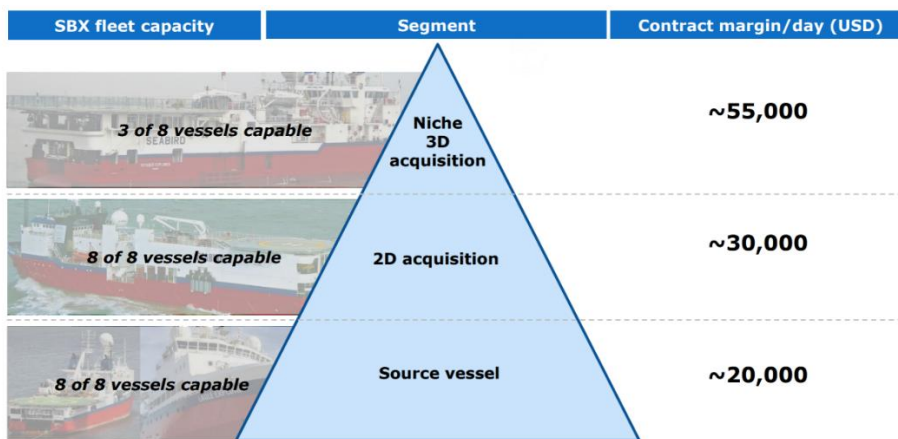 SBX fleet capacity
Segment
Contract margin/day (USD)
3 of 8 vessels capable
SEABIRD
Niche
3D
acquisition
~55,000
8 of 8 vessels capable
2D acquisition
~30,000
8 of 8 vessels capable
Source vessel
~20,000